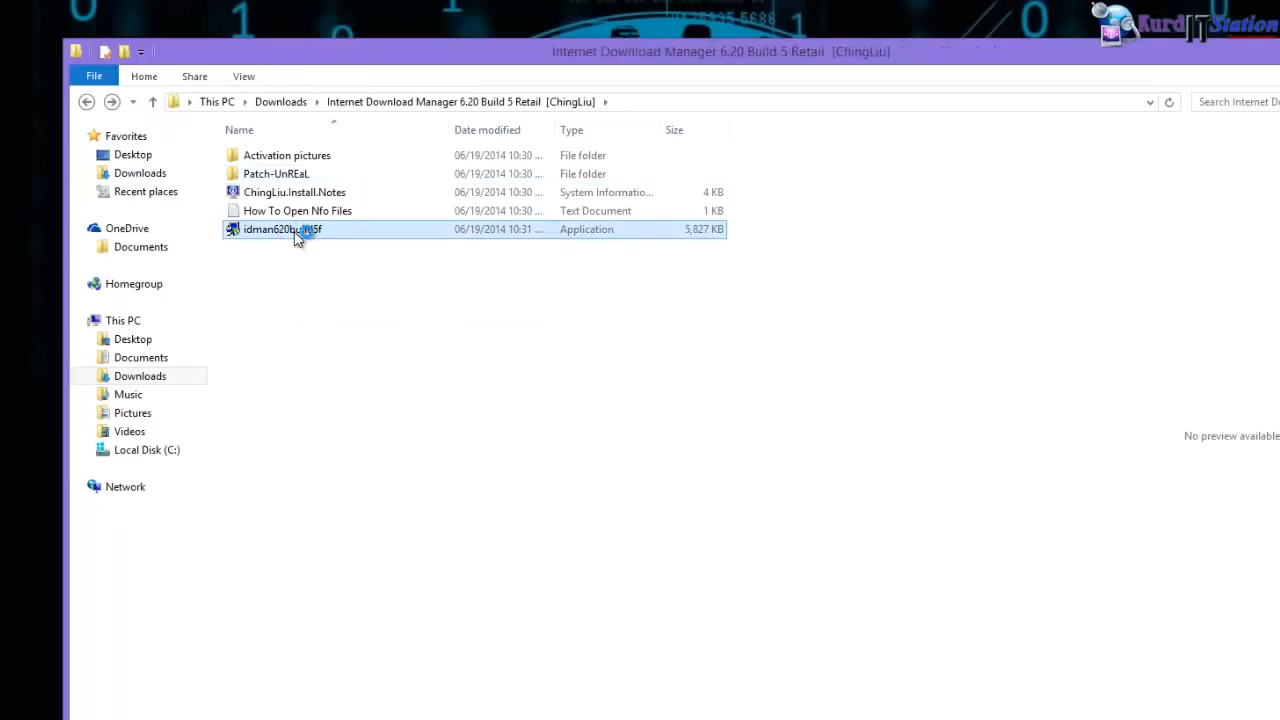 KurdITStation
Internet Download Manager 6.20 Build 5 Retail [ChingLiu]
File Home Share View
This PC Downloads Internet Download Manager 6.20 Build 5 Retail [ChingLiu] Search Internet D
Name Date modified Type Size
Favorites
Desktop
Downloads
Recent places
OneDrive
Documents
Homegroup
This PC
Desktop
Documents
Downloads
Music
Pictures
Videos
Local Disk (C:)
Network
Activation pictures 06/19/2014 10:30 ... File folder
Patch-UnREaL 06/19/2014 10:30 ... File folder
ChingLiu.Install.Notes 06/19/2014 10:30 ... System Informatio... 4 KB
How To Open Nfo Files 06/19/2014 10:30 ... Text Document 1 KB
idman620build5f 06/19/2014 10:31 ... Application 5,827 KB
No preview available